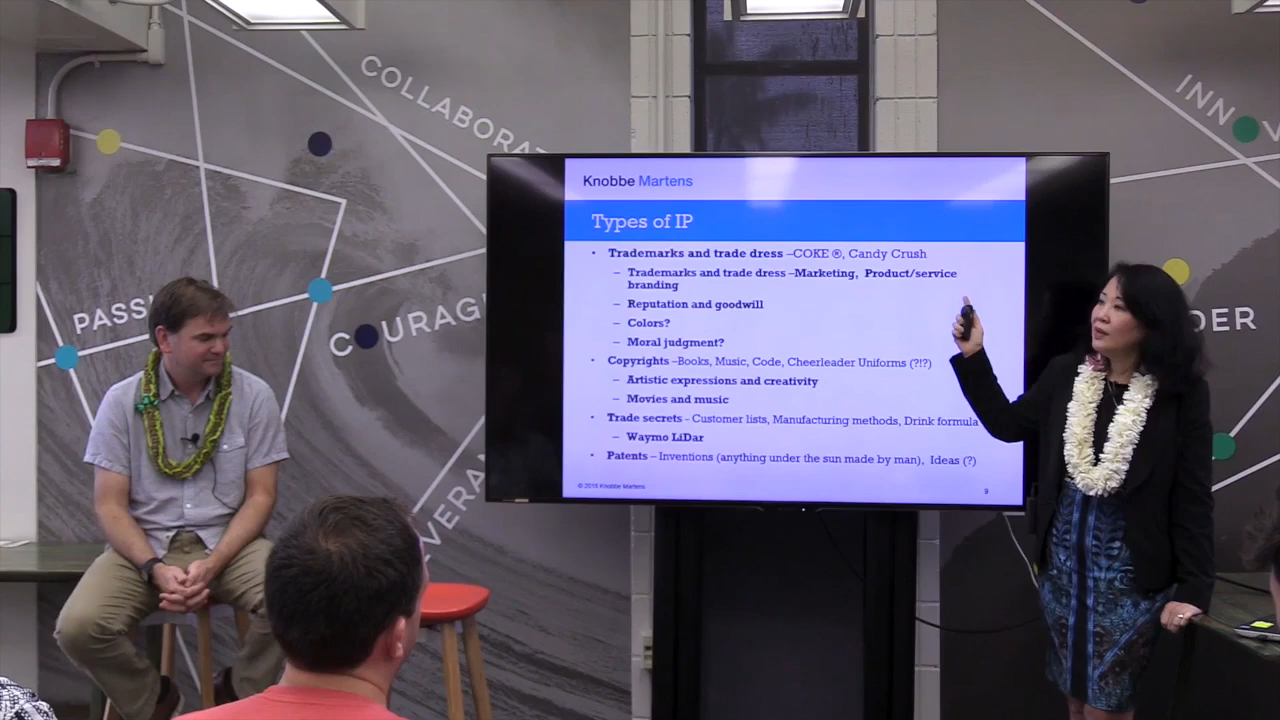 COLLABORAT
INNOV
PASSI
COURAG
DER
VERAN
Knobbe Martens
Types of IP
• Trademarks and trade dress –COKE ®, Candy Crush
– Trademarks and trade dress –Marketing, Product/service
branding
– Reputation and goodwill
– Colors?
– Moral judgment?
• Copyrights –Books, Music, Code, Cheerleader Uniforms (?!?)
– Artistic expressions and creativity
– Movies and music
• Trade secrets - Customer lists, Manufacturing methods, Drink formula
– Waymo LiDar
• Patents – Inventions (anything under the sun made by man), Ideas (?)
© 2015 Knobbe Martens
9